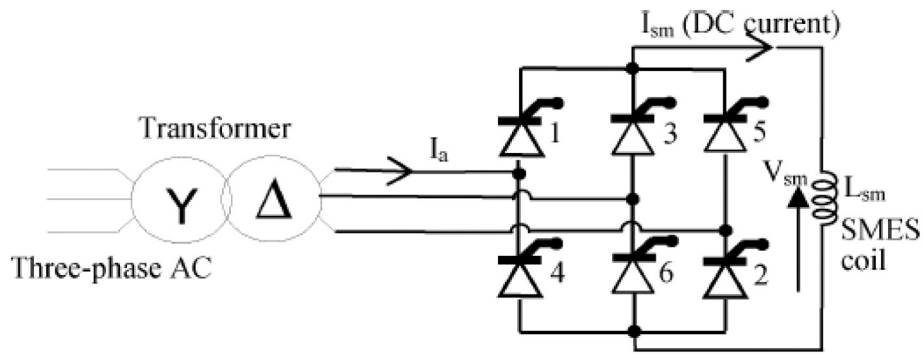 I_sm (DC current)
Transformer
1
3
5
I_a
V_sm
L_sm
Y
Δ
SMES
coil
Three-phase AC
4
6
2